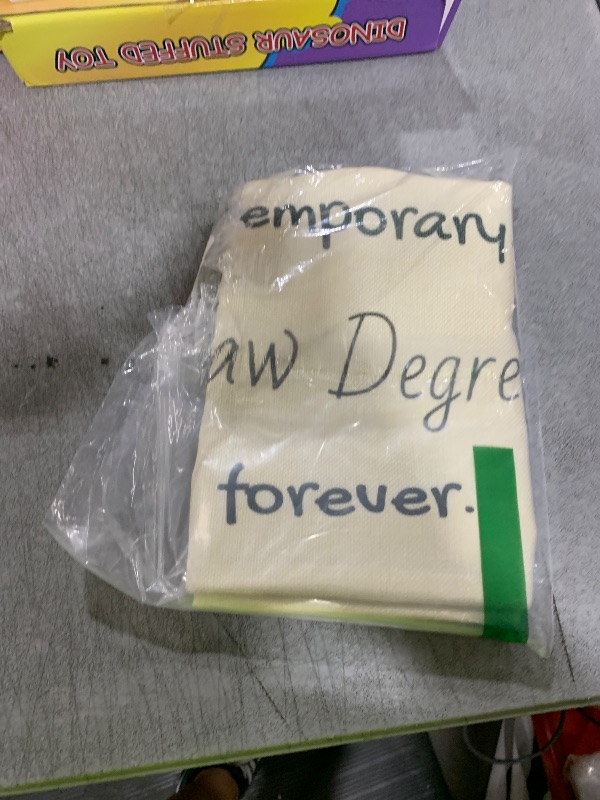 DINOSAUR STUFFED TOY
emporary
aw Degre
forever.